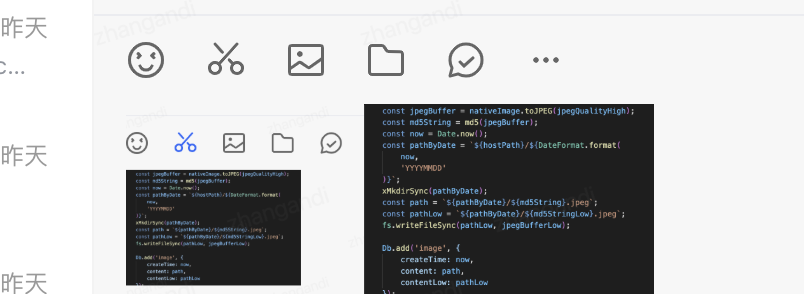 昨天
c...
昨天
昨天
zhangandi
const jpegBuffer = nativeImage.toJPEG(jpegQualityHigh);
const md5String = md5(jpegBuffer);
const now = Date.now();
const pathByDate = `${hostPath}/${DateFormat.format(
now,
'YYYYMMDD'
)}`;
xMkdirSync(pathByDate);
const path = `${pathByDate}/${md5String}.jpeg`;
const pathLow = `${pathByDate}/${md5StringLow}.jpeg`;
fs.writeFileSync(pathLow, jpegBufferLow);
Db.add('image', {
createTime: now,
content: path,
contentLow: pathLow
const jpegBuffer = nativeImage.toJPEG(jpegQualityHigh);
const md5String = md5(jpegBuffer);
const now = Date.now();
const pathByDate = `${hostPath}/${DateFormat.format(
now,
'YYYYMMDD'
)}`;
xMkdirSync(pathByDate);
const path = `${pathByDate}/${md5String}.jpeg`;
const pathLow = `${pathByDate}/${md5StringLow}.jpeg`;
fs.writeFileSync(pathLow, jpegBufferLow);
Db.add('image', {
createTime: now,
content: path,
contentLow: pathLow
});